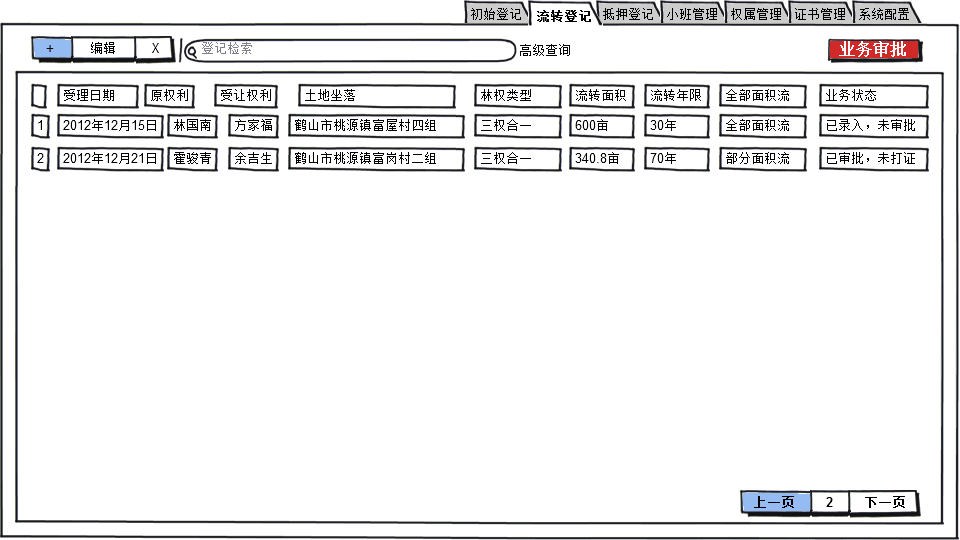 初始登记 流转登记 抵押登记 小班管理 权属管理 证书管理 系统配置
+ 编辑 X 登记检索 高级查询 业务审批
受理日期 原权利 受让权利 土地坐落 林权类型 流转面积 流转年限 全部面积流 业务状态
1 2012年12月15日 林国南 方家福 鹤山市桃源镇富屋村四组 三权合一 600亩 30年 全部面积流 已录入，未审批
2 2012年12月21日 霍骏青 余吉生 鹤山市桃源镇富岗村二组 三权合一 340.8亩 70年 部分面积流 已审批，未打证
上一页 2 下一页